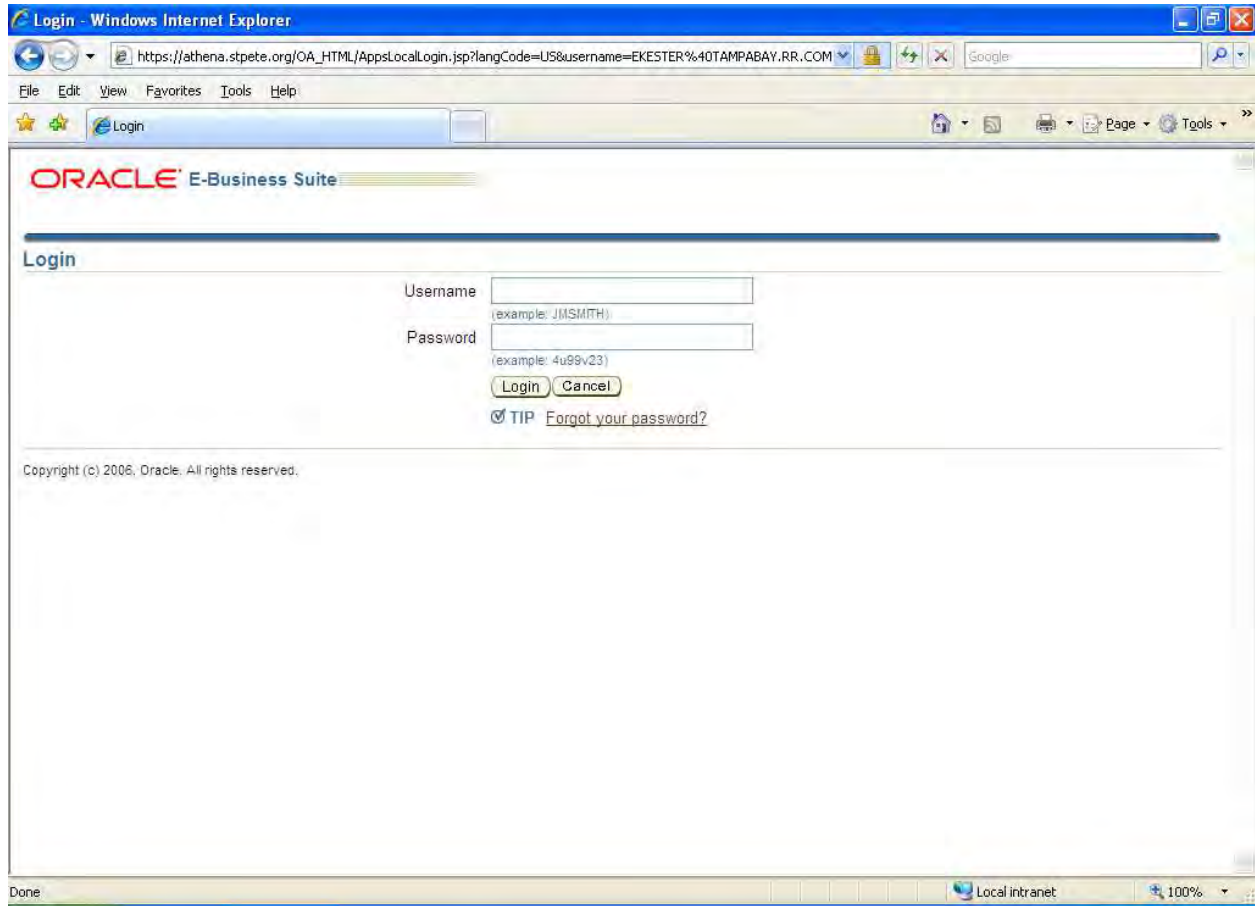 Login - Windows Internet Explorer
https://athena.stpete.org/OA_HTML/AppsLocalLogin.jsp?langCode=US&username=EKESTER%40TAMPABAY.RR.COM
Google
File Edit View Favorites Tools Help
Login
Page Tools »
ORACLE E-Business Suite
Login
Username
(example: JMSMITH)
Password
(example: 4u99v23)
Login Cancel
TIP Forgot your password?
Copyright (c) 2006, Oracle. All rights reserved.
Done
Local intranet
100%